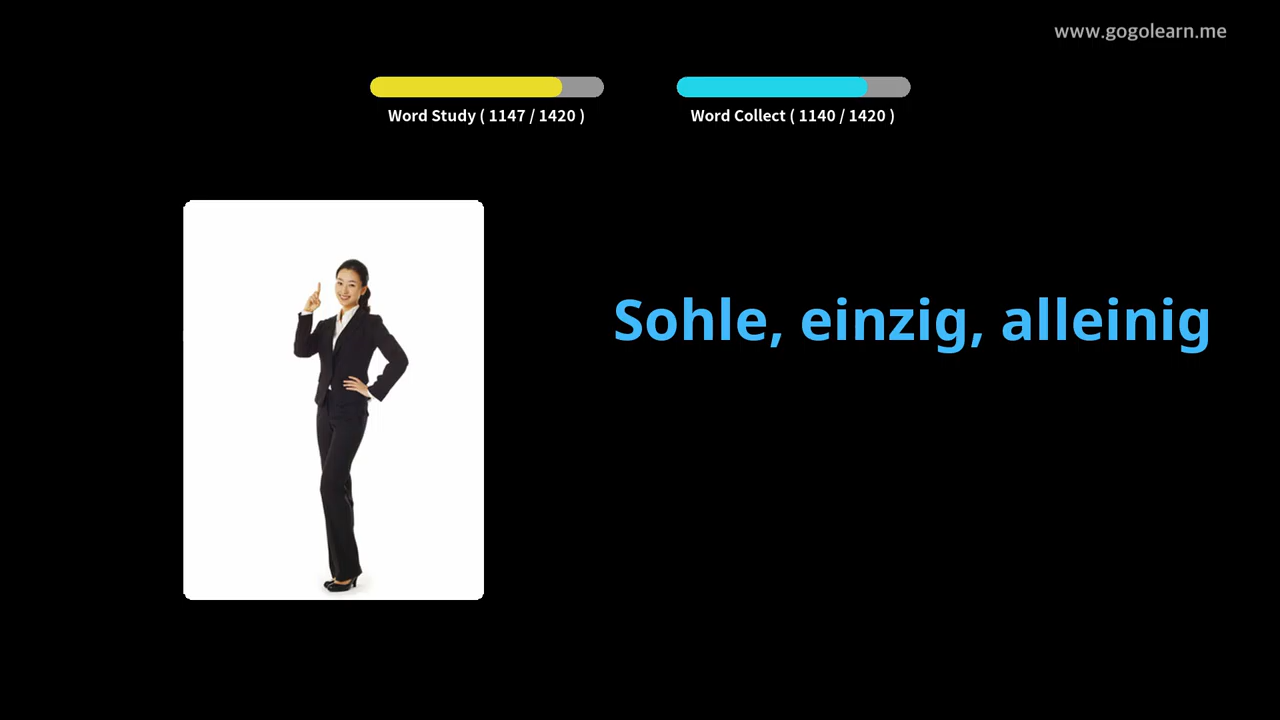 www.gogolearn.me
Word Study ( 1147 / 1420 )
Word Collect ( 1140 / 1420 )
Sohle, einzig, alleinig